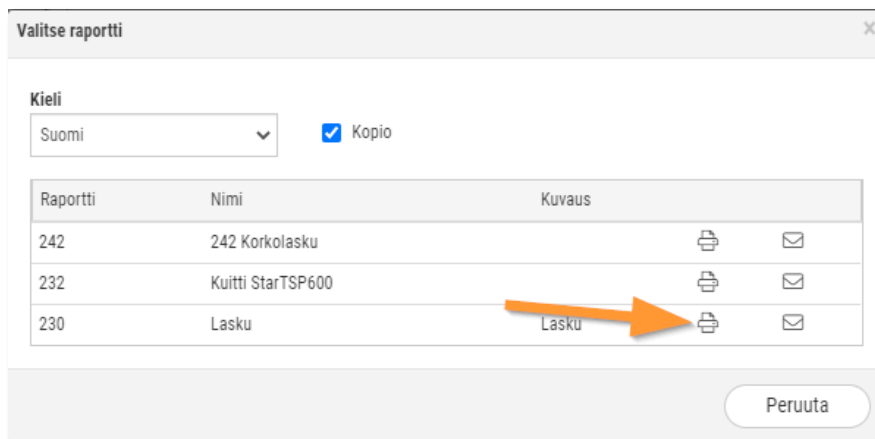 Valitse raportti
Kieli
Suomi
Kopio
Raportti Nimi Kuvaus
242 242 Korkolasku
232 Kuitti StarTSP600
230 Lasku Lasku
Peruuta